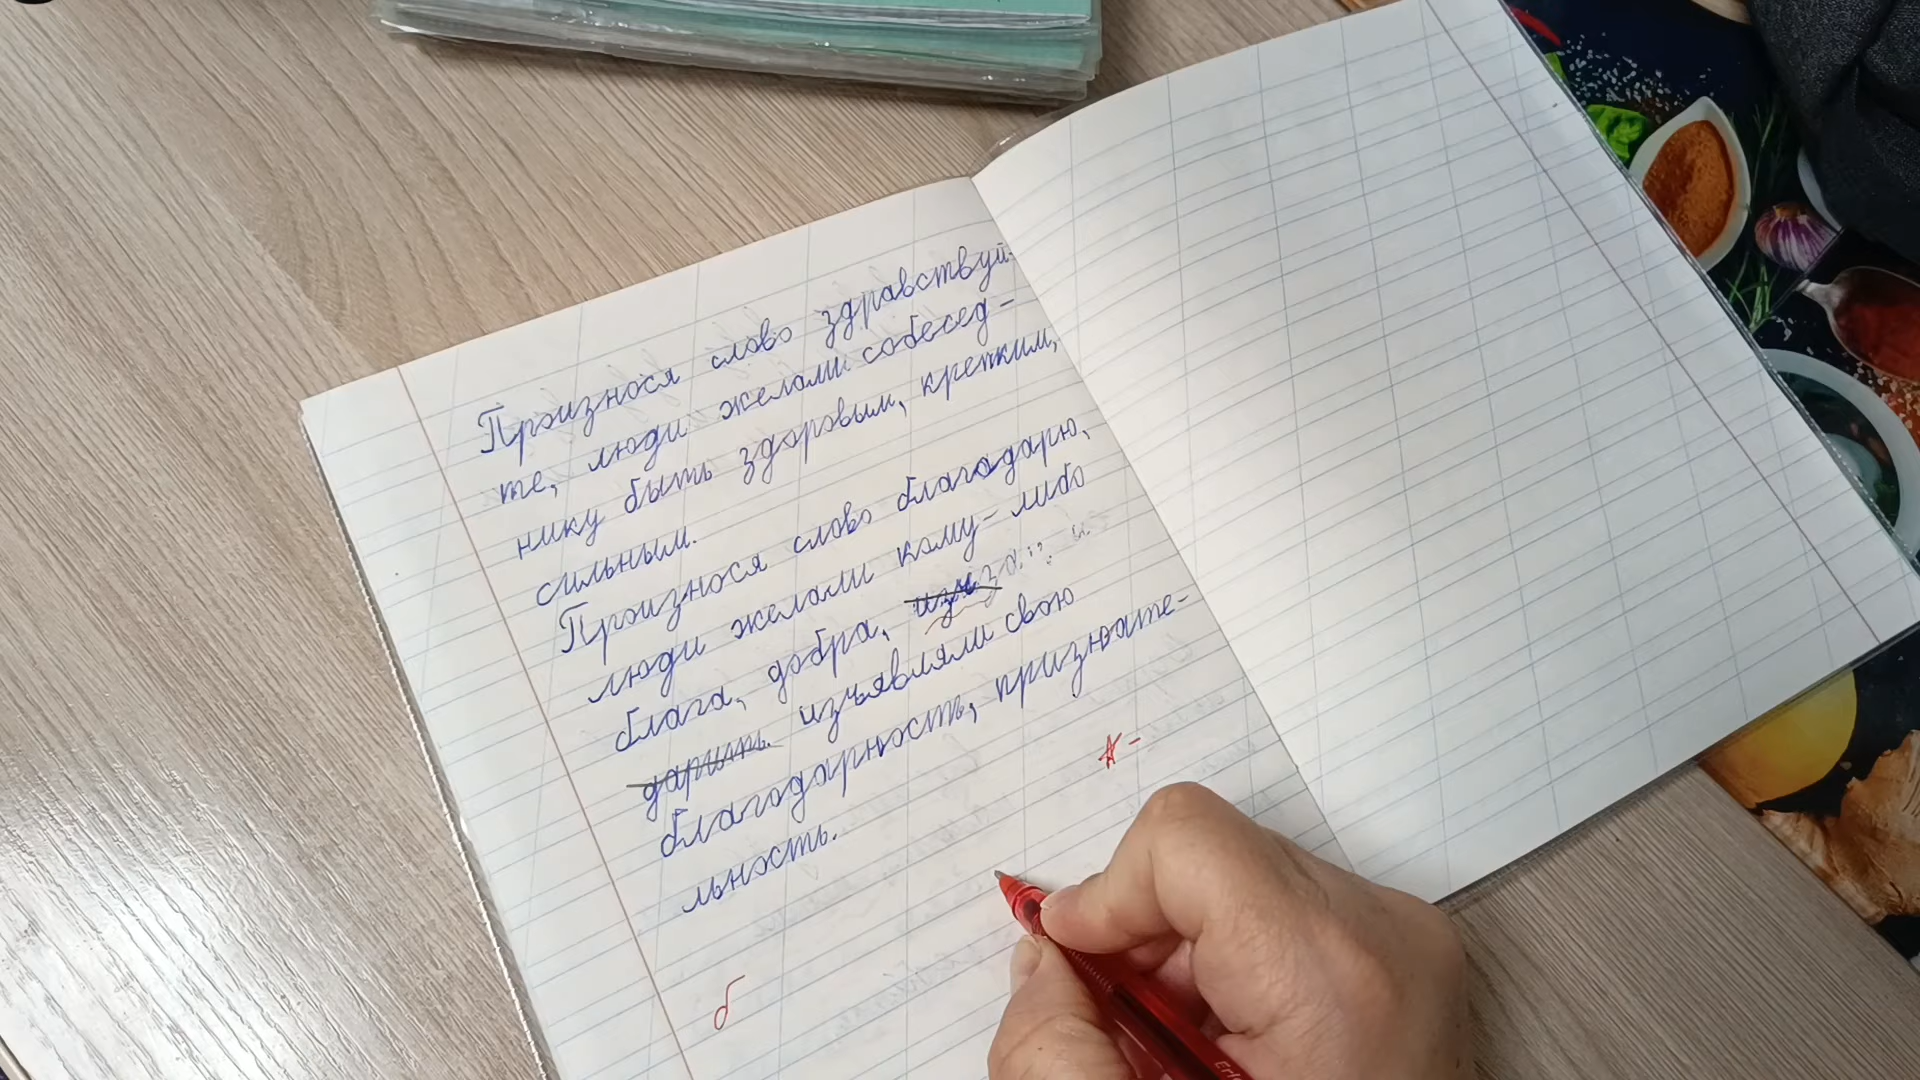 Произнося слово здравствуй-
те, люди желали собесед-
нику быть здоровым, крепким,
сильным.
Произнося слово благодарю,
люди желали кому-либо
блага, добра,
дарить изъявляли свою
благодарность, призюате-
льность.
б